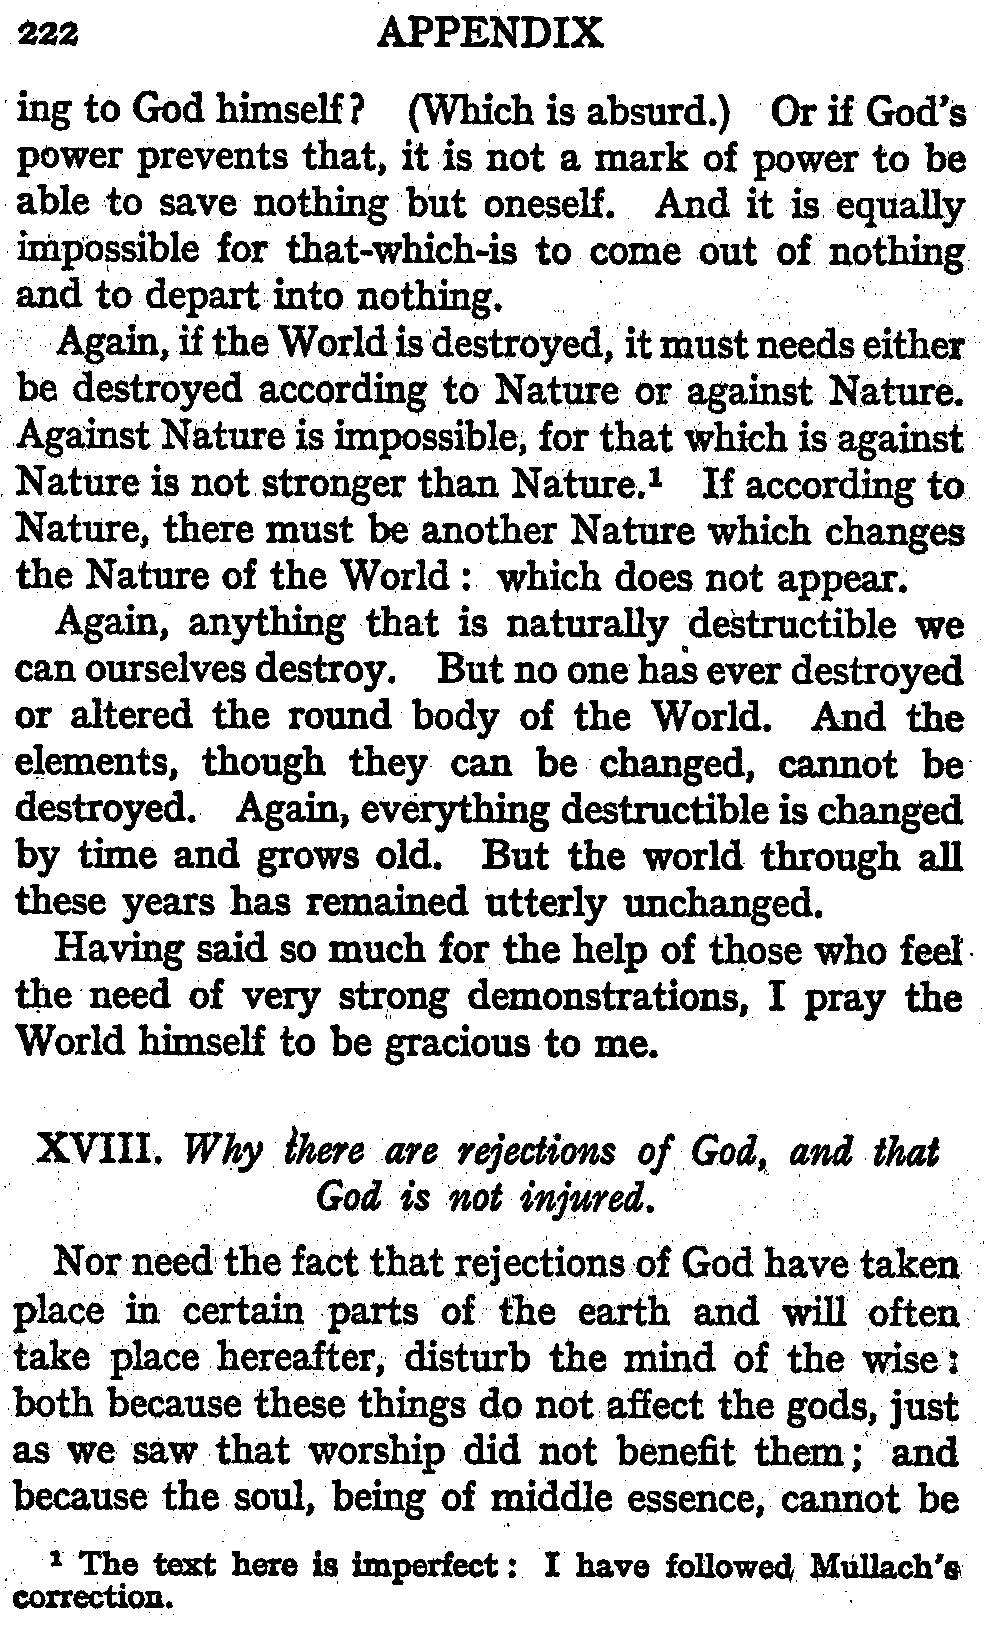 222 APPENDIX
ing to God himself? (Which is absurd.) Or if God's
power prevents that, it is not a mark of power to be
able to save nothing but oneself. And it is equally
impossible for that-which-is to come out of nothing
and to depart into nothing.
Again, if the World is destroyed, it must needs either
be destroyed according to Nature or against Nature.
Against Nature is impossible, for that which is against
Nature is not stronger than Nature.¹ If according to
Nature, there must be another Nature which changes
the Nature of the World : which does not appear.
Again, anything that is naturally destructible we
can ourselves destroy. But no one has ever destroyed
or altered the round body of the World. And the
elements, though they can be changed, cannot be
destroyed. Again, everything destructible is changed
by time and grows old. But the world through all
these years has remained utterly unchanged.
Having said so much for the help of those who feel
the need of very strong demonstrations, I pray the
World himself to be gracious to me.
XVIII. Why there are rejections of God, and that
God is not injured.
Nor need the fact that rejections of God have taken
place in certain parts of the earth and will often
take place hereafter, disturb the mind of the wise :
both because these things do not affect the gods, just
as we saw that worship did not benefit them ; and
because the soul, being of middle essence, cannot be
¹ The text here is imperfect : I have followed Mullach's
correction.